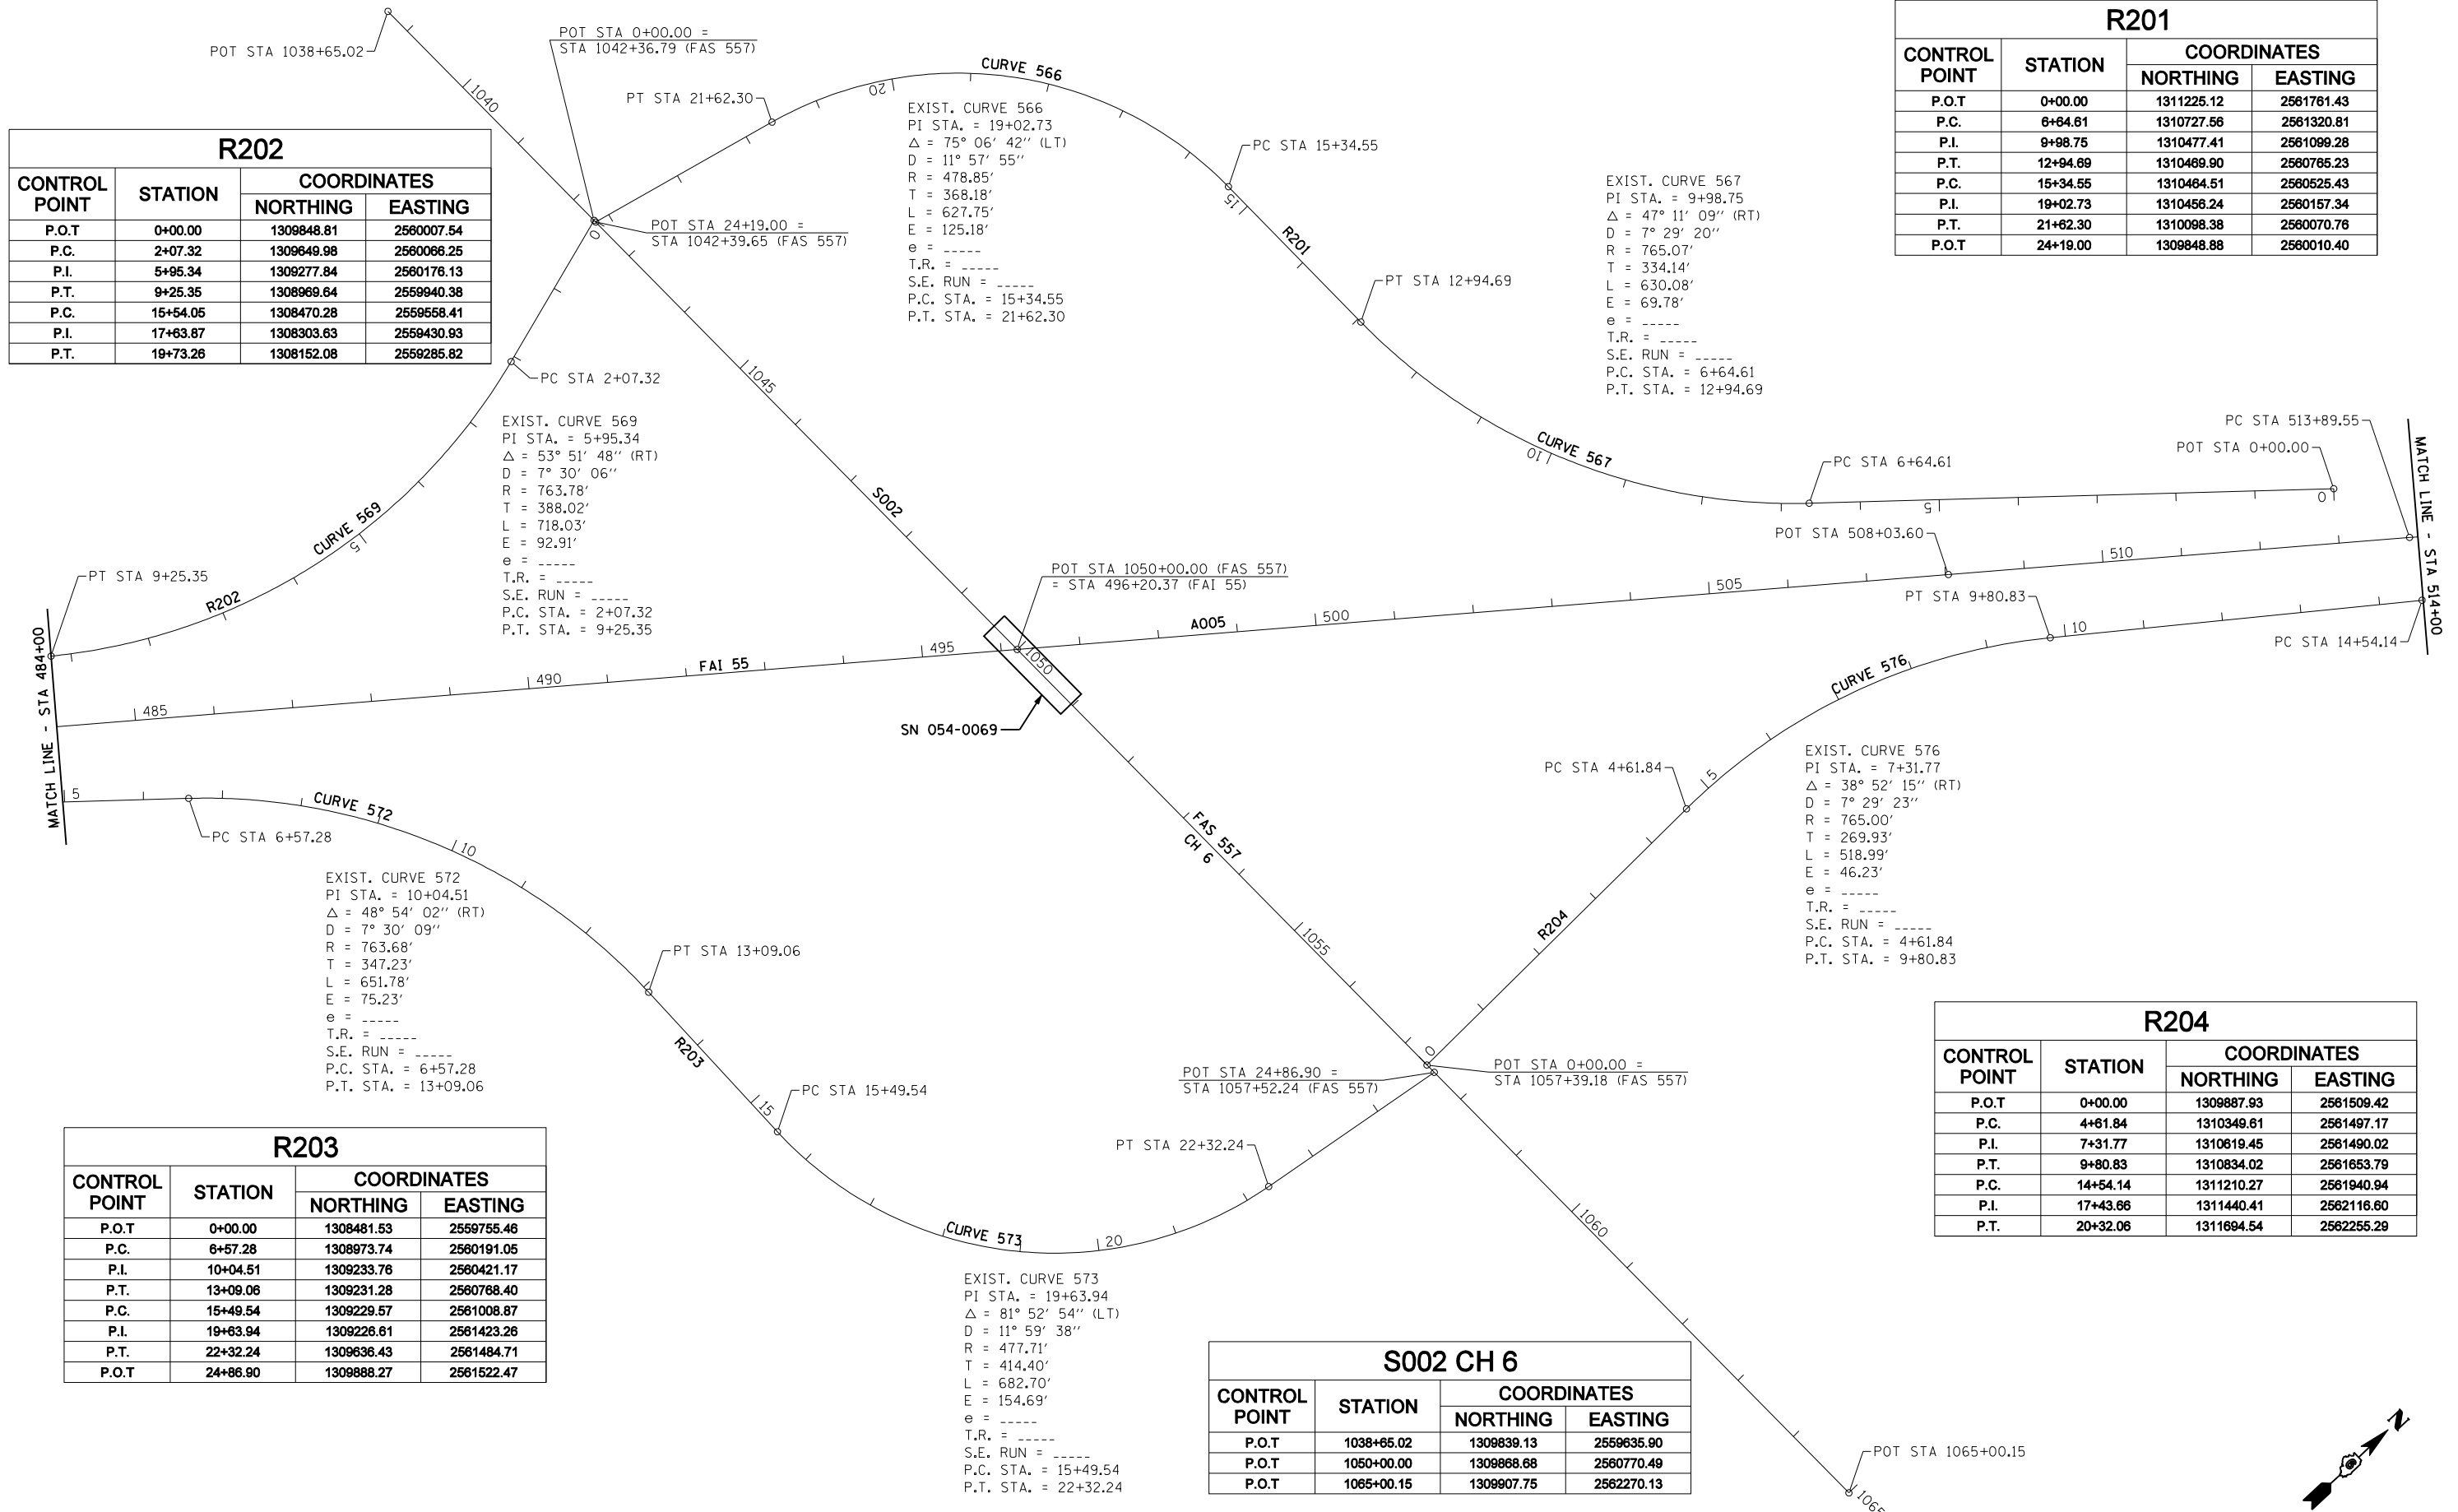 POT STA 1038+65.02
POT STA 0+00.00 =
STA 1042+36.79 (FAS 557)
PT STA 21+62.30
CURVE 566
20
1040
EXIST. CURVE 566
PI STA. = 19+02.73
Δ = 75° 06' 42'' (LT)
D = 11° 57' 55''
R = 478.85'
T = 368.18'
L = 627.75'
E = 125.18'
e = _____
T.R. = _____
S.E. RUN = _____
P.C. STA. = 15+34.55
P.T. STA. = 21+62.30
PC STA 15+34.55
15
R201
PT STA 12+94.69
EXIST. CURVE 567
PI STA. = 9+98.75
Δ = 47° 11' 09'' (RT)
D = 7° 29' 20''
R = 765.07'
T = 334.14'
L = 630.08'
E = 69.78'
e = _____
T.R. = _____
S.E. RUN = _____
P.C. STA. = 6+64.61
P.T. STA. = 12+94.69
R201
CONTROL POINT STATION COORDINATES
NORTHING EASTING
P.O.T 0+00.00 1311225.12 2561761.43
P.C. 6+64.61 1310727.56 2561320.81
P.I. 9+98.75 1310477.41 2561099.28
P.T. 12+94.69 1310469.90 2560765.23
P.C. 15+34.55 1310464.51 2560525.43
P.I. 19+02.73 1310456.24 2560157.34
P.T. 21+62.30 1310098.38 2560070.76
P.O.T 24+19.00 1309848.88 2560010.40
R202
CONTROL POINT STATION COORDINATES
NORTHING EASTING
P.O.T 0+00.00 1309848.81 2560007.54
P.C. 2+07.32 1309649.98 2560066.25
P.I. 5+95.34 1309277.84 2560176.13
P.T. 9+25.35 1308969.64 2559940.38
P.C. 15+54.05 1308470.28 2559558.41
P.I. 17+63.87 1308303.63 2559430.93
P.T. 19+73.26 1308152.08 2559285.82
POT STA 24+19.00 =
STA 1042+39.65 (FAS 557)
0
PC STA 2+07.32
1045
EXIST. CURVE 569
PI STA. = 5+95.34
Δ = 53° 51' 48'' (RT)
D = 7° 30' 06''
R = 763.78'
T = 388.02'
L = 718.03'
E = 92.91'
e = _____
T.R. = _____
S.E. RUN = _____
P.C. STA. = 2+07.32
P.T. STA. = 9+25.35
CURVE 569
5
R202
PT STA 9+25.35
S002
CURVE 567
10
PC STA 6+64.61
5
0
PC STA 513+89.55
POT STA 0+00.00
MATCH LINE - STA 514+00
POT STA 508+03.60
510
505
500
A005
POT STA 1050+00.00 (FAS 557)
= STA 496+20.37 (FAI 55)
1050
495
FAI 55
490
485
MATCH LINE - STA 484+00
SN 054-0069
PT STA 9+80.83
10
PC STA 14+54.14
CURVE 576
PC STA 4+61.84
5
EXIST. CURVE 576
PI STA. = 7+31.77
Δ = 38° 52' 15'' (RT)
D = 7° 29' 23''
R = 765.00'
T = 269.93'
L = 518.99'
E = 46.23'
e = _____
T.R. = _____
S.E. RUN = _____
P.C. STA. = 4+61.84
P.T. STA. = 9+80.83
5
CURVE 572
PC STA 6+57.28
10
FAS 557
CH 6
EXIST. CURVE 572
PI STA. = 10+04.51
Δ = 48° 54' 02'' (RT)
D = 7° 30' 09''
R = 763.68'
T = 347.23'
L = 651.78'
E = 75.23'
e = _____
T.R. = _____
S.E. RUN = _____
P.C. STA. = 6+57.28
P.T. STA. = 13+09.06
PT STA 13+09.06
R203
15
PC STA 15+49.54
1055
R204
0
POT STA 24+86.90 =
STA 1057+52.24 (FAS 557)
POT STA 0+00.00 =
STA 1057+39.18 (FAS 557)
PT STA 22+32.24
CURVE 573
20
1060
EXIST. CURVE 573
PI STA. = 19+63.94
Δ = 81° 52' 54'' (LT)
D = 11° 59' 38''
R = 477.71'
T = 414.40'
L = 682.70'
E = 154.69'
e = _____
T.R. = _____
S.E. RUN = _____
P.C. STA. = 15+49.54
P.T. STA. = 22+32.24
R203
CONTROL POINT STATION COORDINATES
NORTHING EASTING
P.O.T 0+00.00 1308481.53 2559755.46
P.C. 6+57.28 1308973.74 2560191.05
P.I. 10+04.51 1309233.76 2560421.17
P.T. 13+09.06 1309231.28 2560768.40
P.C. 15+49.54 1309229.57 2561008.87
P.I. 19+63.94 1309226.61 2561423.26
P.T. 22+32.24 1309636.43 2561484.71
P.O.T 24+86.90 1309888.27 2561522.47
R204
CONTROL POINT STATION COORDINATES
NORTHING EASTING
P.O.T 0+00.00 1309887.93 2561509.42
P.C. 4+61.84 1310349.61 2561497.17
P.I. 7+31.77 1310619.45 2561490.02
P.T. 9+80.83 1310834.02 2561653.79
P.C. 14+54.14 1311210.27 2561940.94
P.I. 17+43.66 1311440.41 2562116.60
P.T. 20+32.06 1311694.54 2562255.29
S002 CH 6
CONTROL POINT STATION COORDINATES
NORTHING EASTING
P.O.T 1038+65.02 1309839.13 2559635.90
P.O.T 1050+00.00 1309868.68 2560770.49
P.O.T 1065+00.15 1309907.75 2562270.13
POT STA 1065+00.15
1065
N